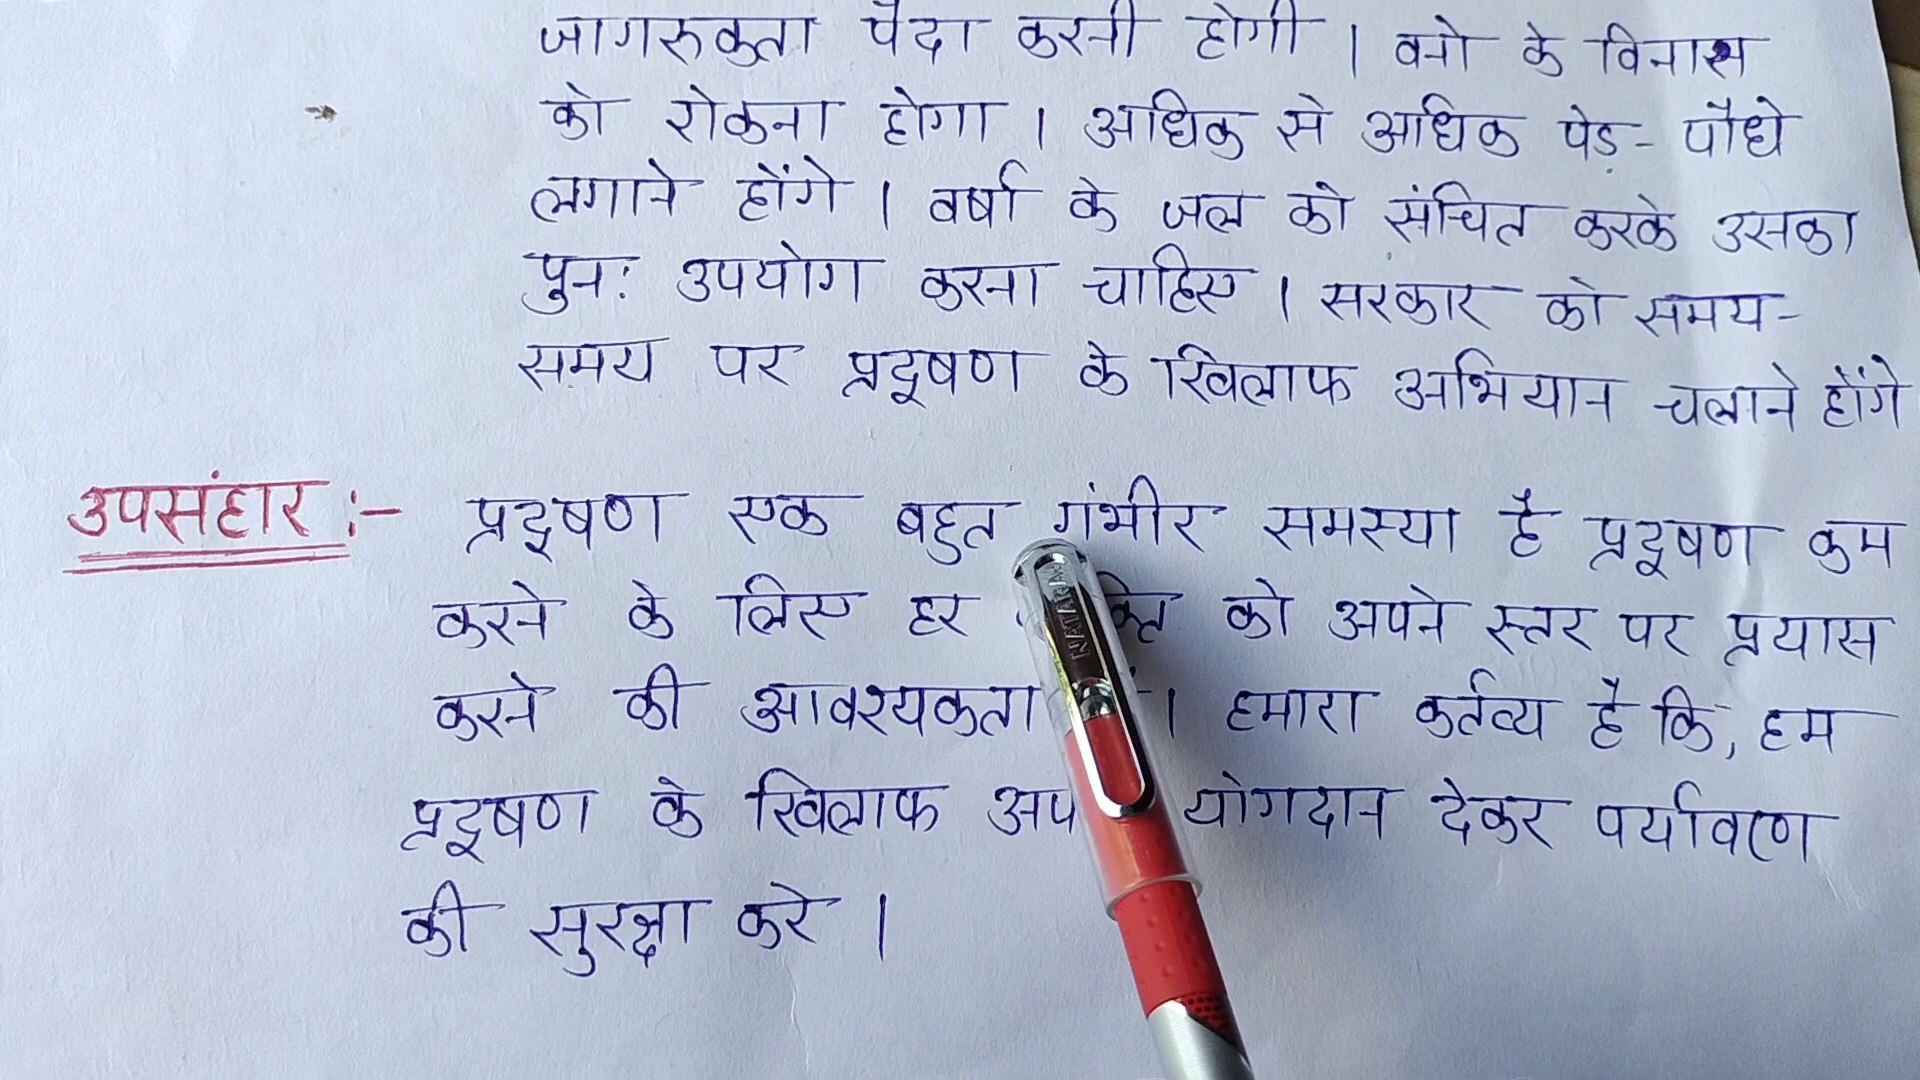 जागरुकता पैदा करनी होगी । वनो के विनाश
को रोकना होगा । अधिक से अधिक पेड़ - पौधे
लगाने होंगे । वर्षा के जल को संचित करके उसका
पुनः उपयोग करना चाहिए । सरकार को समय-
समय पर प्रदूषण के खिलाफ अभियान चलाने होंगे
उपसंहार :- प्रदूषण एक बहुत गंभीर समस्या है प्रदूषण कम
करने के लिए हर को अपने स्तर पर प्रयास
करने की आवश्यकता । हमारा कर्तव्य है कि, हम
प्रदूषण के खिलाफ योगदान देकर पर्यावरण
की सुरक्षा करे ।
NATARAJ